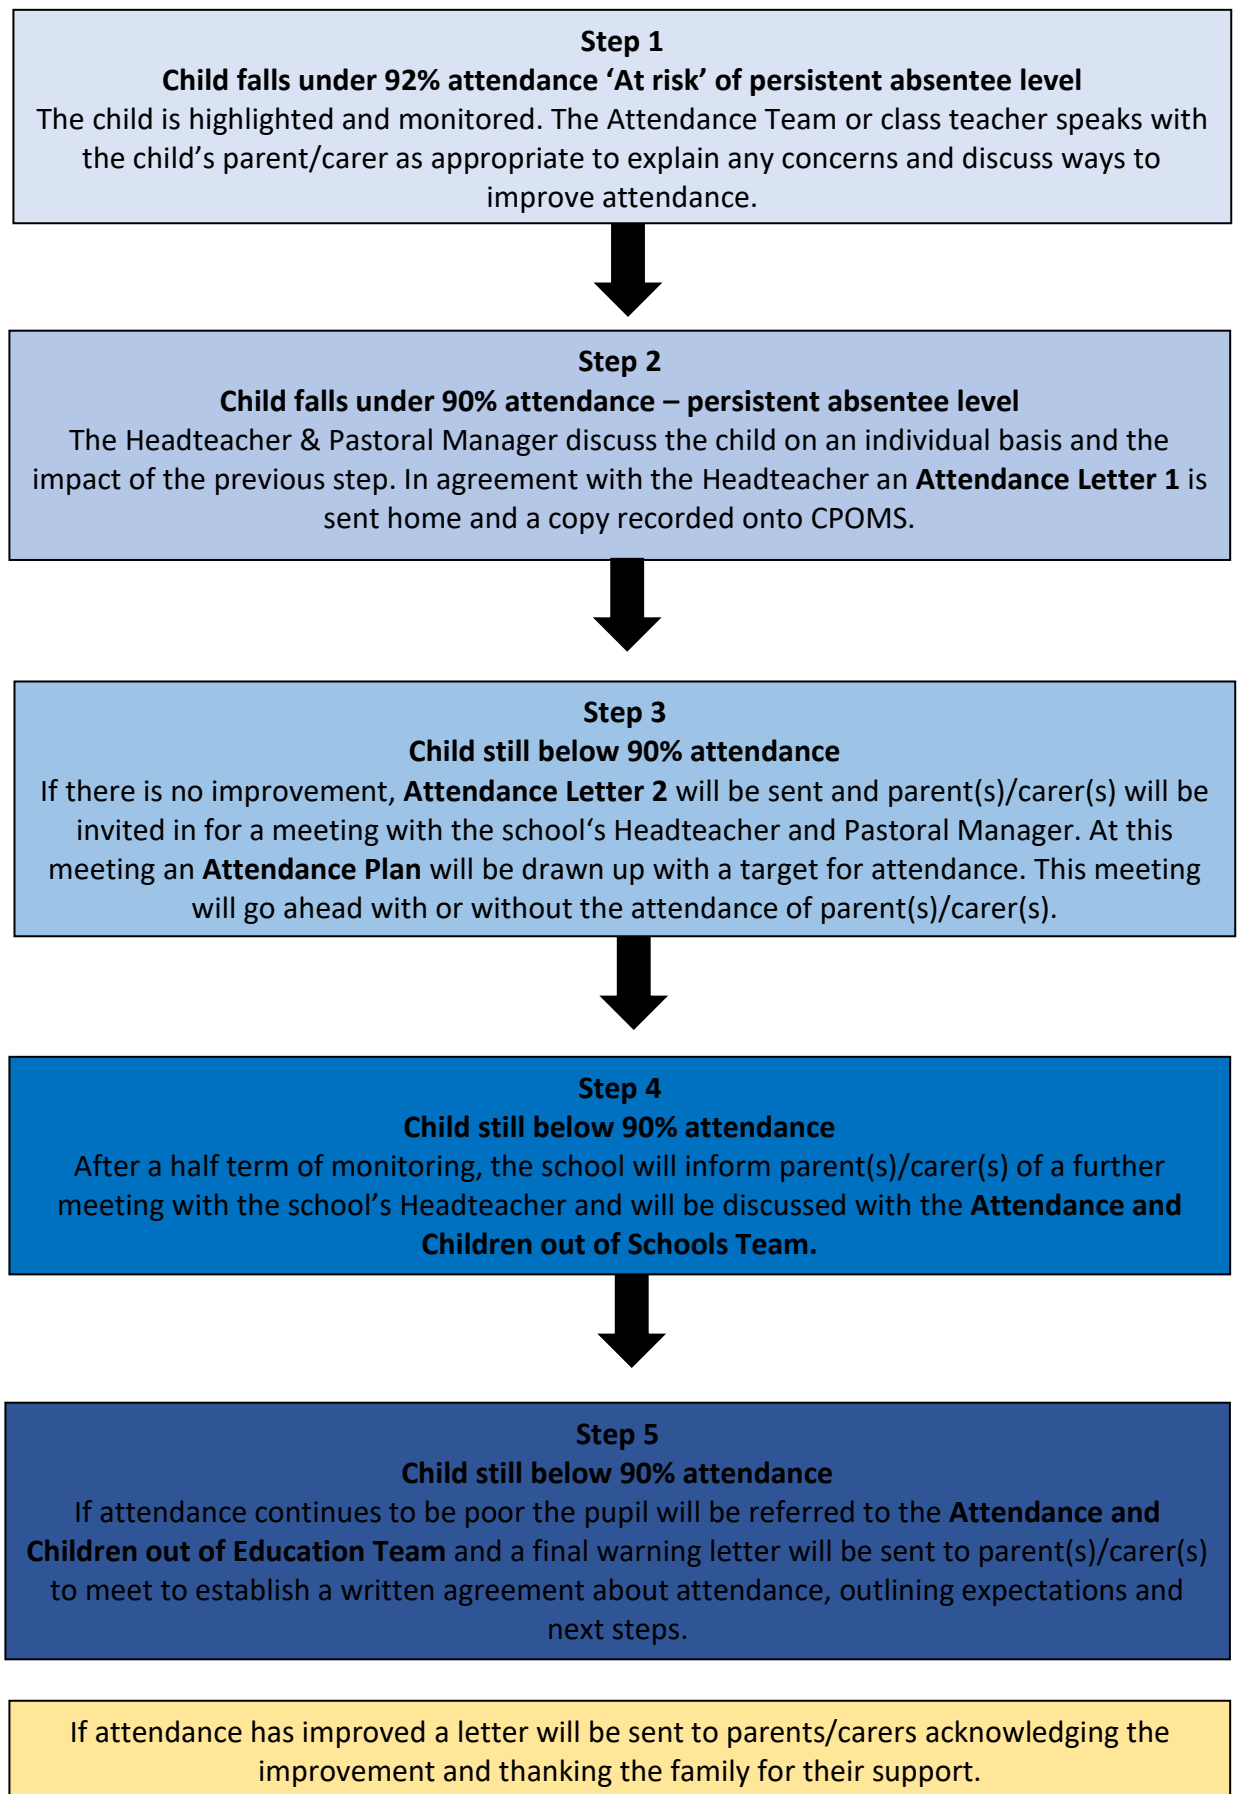 Step 1
Child falls under 92% attendance ‘At risk’ of persistent absentee level
The child is highlighted and monitored. The Attendance Team or class teacher speaks with
the child’s parent/carer as appropriate to explain any concerns and discuss ways to
improve attendance.
Step 2
Child falls under 90% attendance – persistent absentee level
The Headteacher & Pastoral Manager discuss the child on an individual basis and the
impact of the previous step. In agreement with the Headteacher an Attendance Letter 1 is
sent home and a copy recorded onto CPOMS.
Step 3
Child still below 90% attendance
If there is no improvement, Attendance Letter 2 will be sent and parent(s)/carer(s) will be
invited in for a meeting with the school‘s Headteacher and Pastoral Manager. At this
meeting an Attendance Plan will be drawn up with a target for attendance. This meeting
will go ahead with or without the attendance of parent(s)/carer(s).
Step 4
Child still below 90% attendance
After a half term of monitoring, the school will inform parent(s)/carer(s) of a further
meeting with the school’s Headteacher and will be discussed with the Attendance and
Children out of Schools Team.
Step 5
Child still below 90% attendance
If attendance continues to be poor the pupil will be referred to the Attendance and
Children out of Education Team and a final warning letter will be sent to parent(s)/carer(s)
to meet to establish a written agreement about attendance, outlining expectations and
next steps.
If attendance has improved a letter will be sent to parents/carers acknowledging the
improvement and thanking the family for their support.